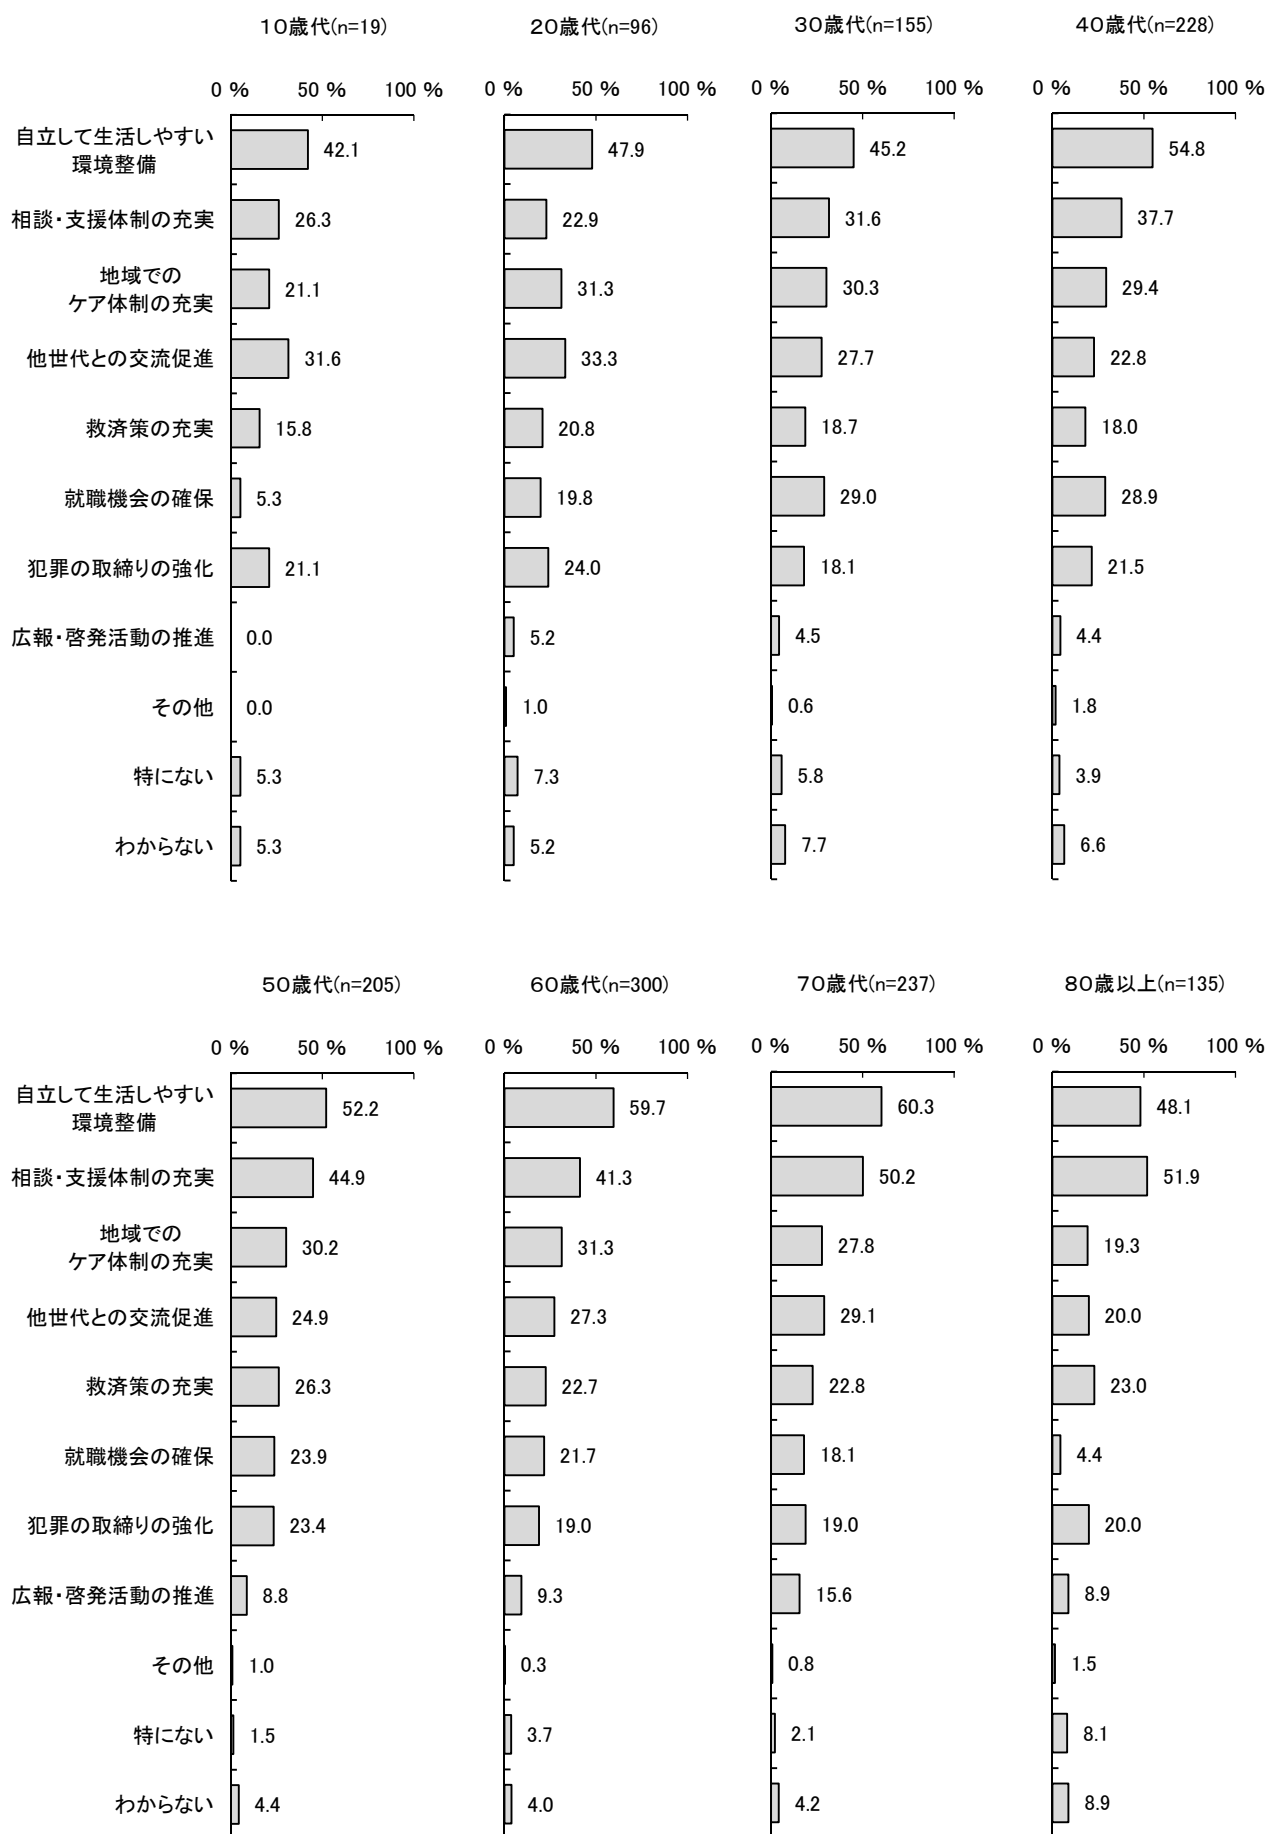 １０歳代(n=19)
２０歳代(n=96)
３０歳代(n=155)
４０歳代(n=228)
0 % 50 % 100 %
0 % 50 % 100 %
0 % 50 % 100 %
0 % 50 % 100 %
自立して生活しやすい
環境整備
42.1 47.9 45.2 54.8
相談・支援体制の充実 26.3 22.9 31.6 37.7
地域での
ケア体制の充実
21.1 31.3 30.3 29.4
他世代との交流促進 31.6 33.3 27.7 22.8
救済策の充実 15.8 20.8 18.7 18.0
就職機会の確保 5.3 19.8 29.0 28.9
犯罪の取締りの強化 21.1 24.0 18.1 21.5
広報・啓発活動の推進 0.0 5.2 4.5 4.4
その他 0.0 1.0 0.6 1.8
特にない 5.3 7.3 5.8 3.9
わからない 5.3 5.2 7.7 6.6
５０歳代(n=205)
６０歳代(n=300)
７０歳代(n=237)
８０歳以上(n=135)
0 % 50 % 100 %
0 % 50 % 100 %
0 % 50 % 100 %
0 % 50 % 100 %
自立して生活しやすい
環境整備
52.2 59.7 60.3 48.1
相談・支援体制の充実 44.9 41.3 50.2 51.9
地域での
ケア体制の充実
30.2 31.3 27.8 19.3
他世代との交流促進 24.9 27.3 29.1 20.0
救済策の充実 26.3 22.7 22.8 23.0
就職機会の確保 23.9 21.7 18.1 4.4
犯罪の取締りの強化 23.4 19.0 19.0 20.0
広報・啓発活動の推進 8.8 9.3 15.6 8.9
その他 1.0 0.3 0.8 1.5
特にない 1.5 3.7 2.1 8.1
わからない 4.4 4.0 4.2 8.9